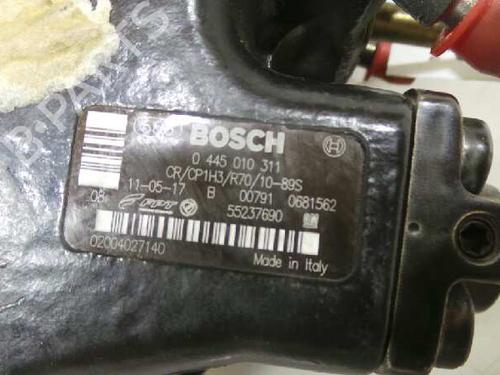 BOSCH
0 445 010 311
CR/CP1H3/R70/10-89S
11-05-17 B 00791 0681562
08 55237690
02004027140
Made in Italy